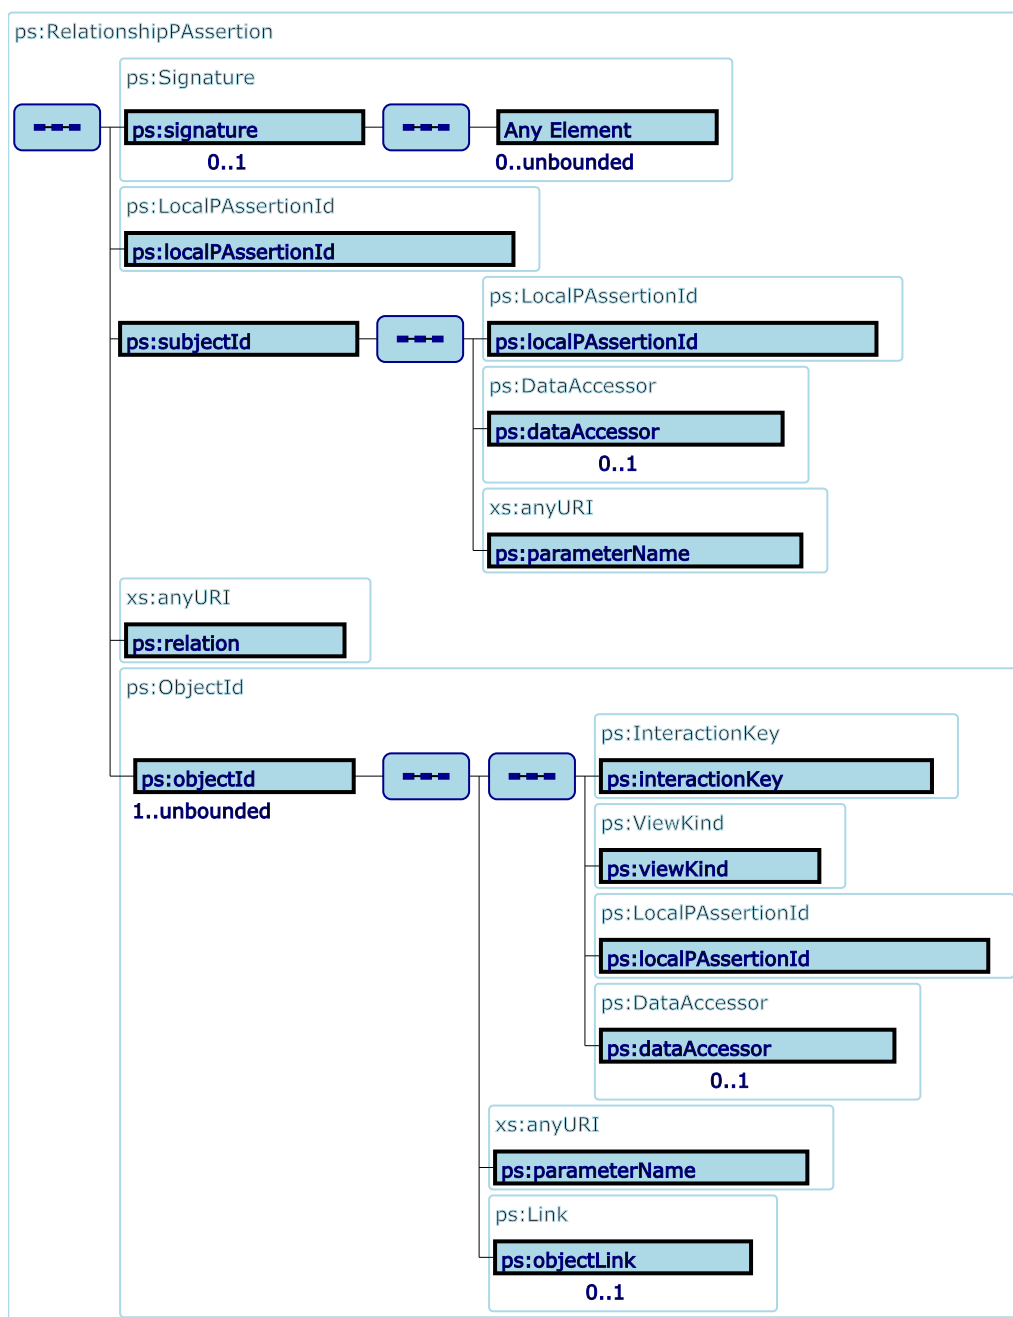 ps:RelationshipPAssertion
ps:Signature
ps:signature
Any Element
0..1
0..unbounded
ps:LocalPAssertionId
ps:localPAssertionId
ps:LocalPAssertionId
ps:subjectId
ps:localPAssertionId
ps:DataAccessor
ps:dataAccessor
0..1
xs:anyURI
ps:parameterName
xs:anyURI
ps:relation
ps:ObjectId
ps:InteractionKey
ps:objectId
ps:interactionKey
1..unbounded
ps:ViewKind
ps:viewKind
ps:LocalPAssertionId
ps:localPAssertionId
ps:DataAccessor
ps:dataAccessor
0..1
xs:anyURI
ps:parameterName
ps:Link
ps:objectLink
0..1